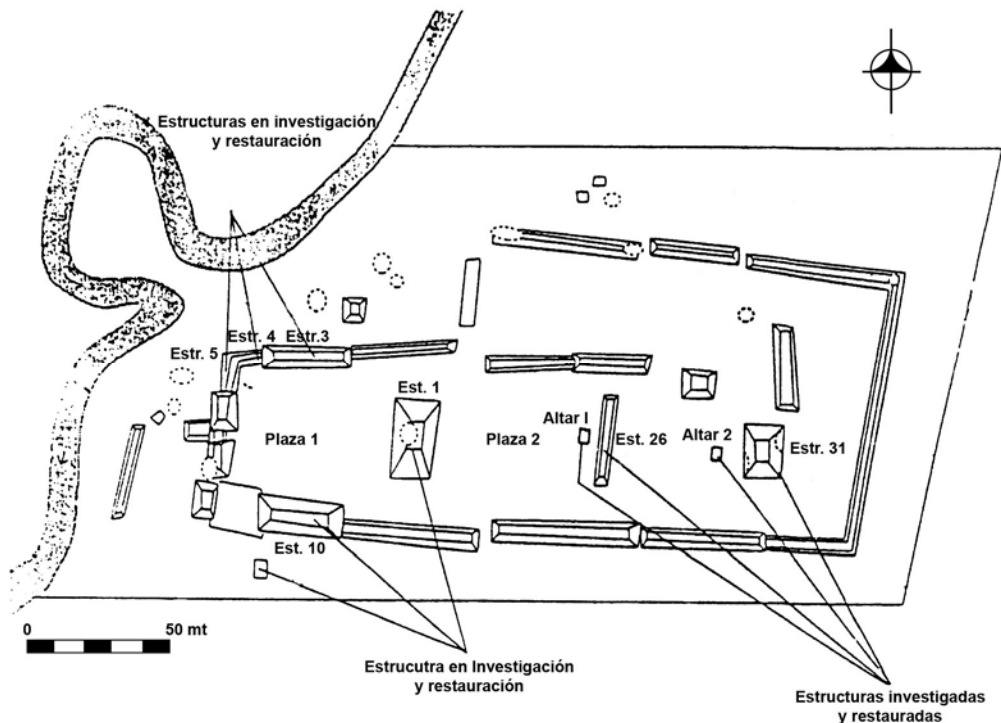 Estructuras en investigación
y restauración
Estr. 4
Estr.3
Estr. 5
Est. 1
Plaza 1
Plaza 2
Altar I
Est. 26
Altar 2
Estr. 31
Est. 10
0
50 mt
Estrucutra en Investigación
y restauración
Estructuras investigadas
y restauradas